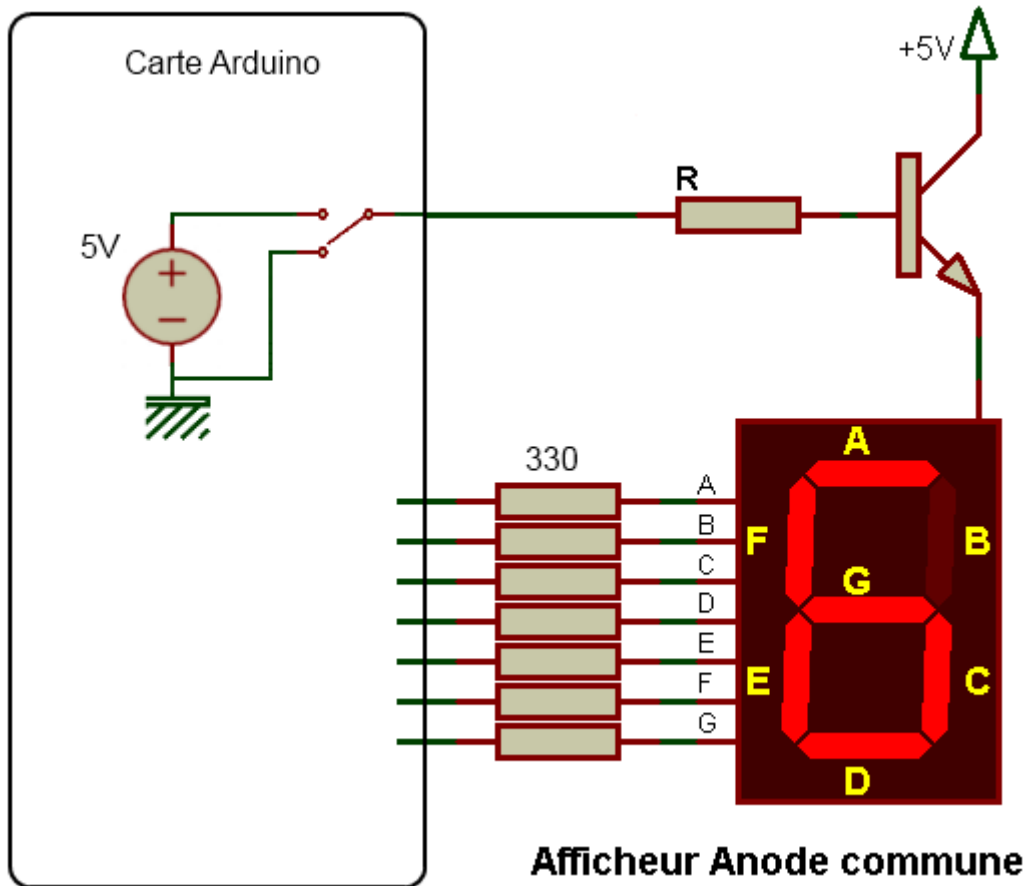 Carte Arduino
+5V
R
5V
330
A
B
C
D
E
F
G
A
F
B
G
E
C
D
Afficheur Anode commune